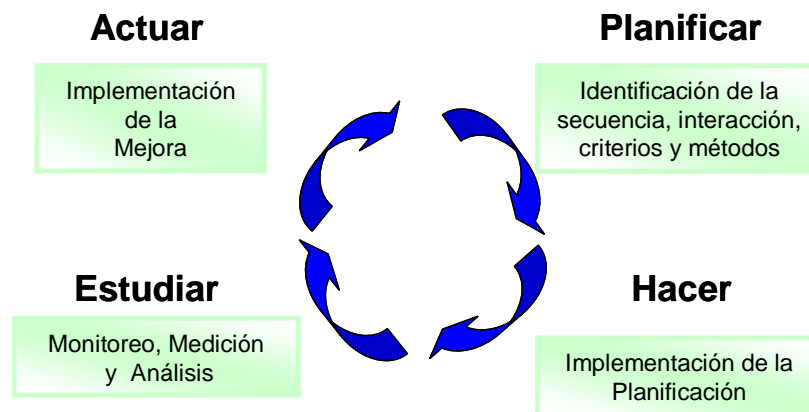 Actuar
Implementación
de la
Mejora
Planificar
Identificación de la
secuencia, interacción,
criterios y métodos
Estudiar
Monitoreo, Medición
y Análisis
Hacer
Implementación de la
Planificación